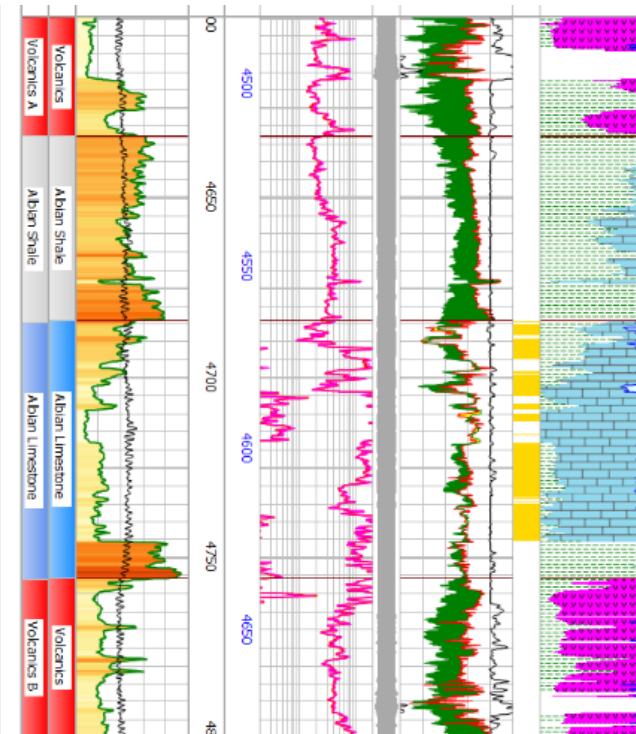 Volcanics A
Volcanics
Albian Shale
Albian Shale
Albian Limestone
Albian Limestone
Volcanics B
Volcanics
00
4650
4700
4750
48
4500
4550
4600
4650